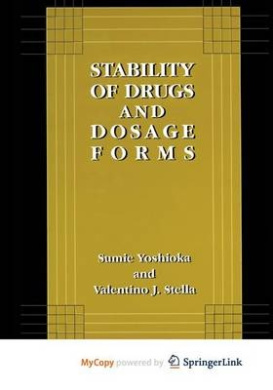 STABILITY
OF DRUGS
AND
DOSAGE
FORMS
Sumie Yoshioka
and
Valentino J. Stella
MyCopy powered by SpringerLink